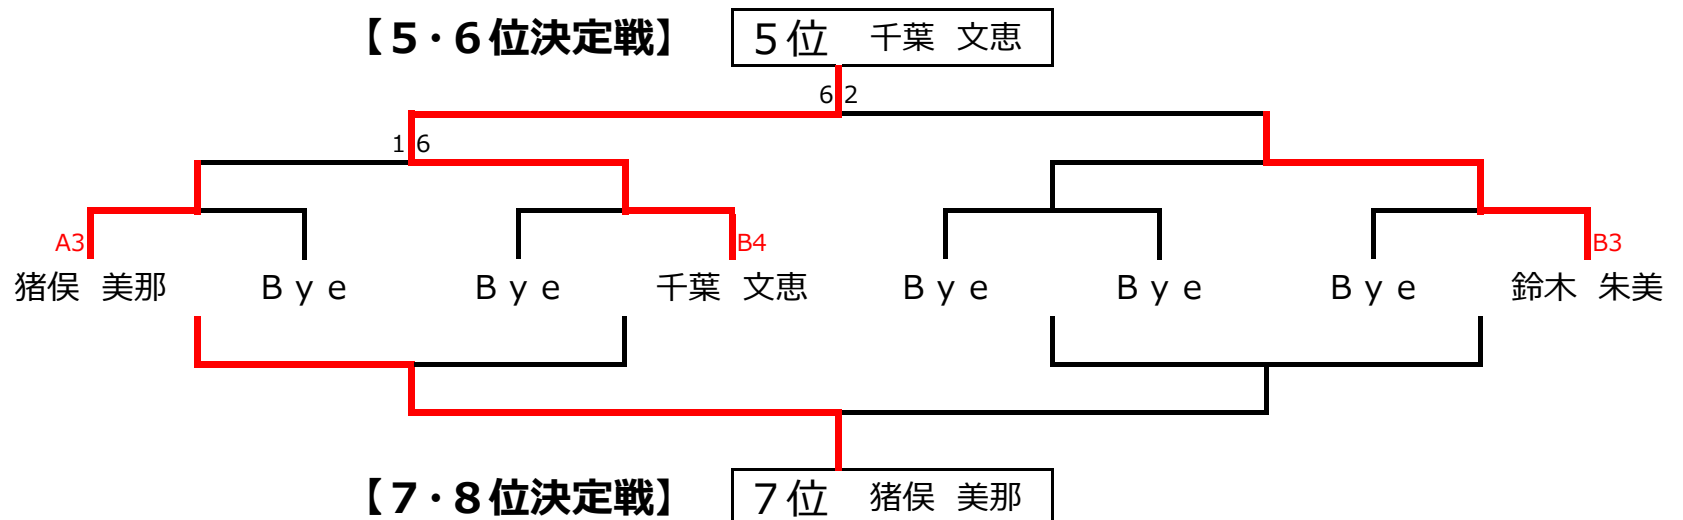 【５・６位決定戦】 ５位 千葉 文恵
6 2
1 6
A3 B4 B3
猪俣 美那 Ｂｙｅ Ｂｙｅ 千葉 文恵 Ｂｙｅ Ｂｙｅ Ｂｙｅ 鈴木 朱美
【７・８位決定戦】 ７位 猪俣 美那